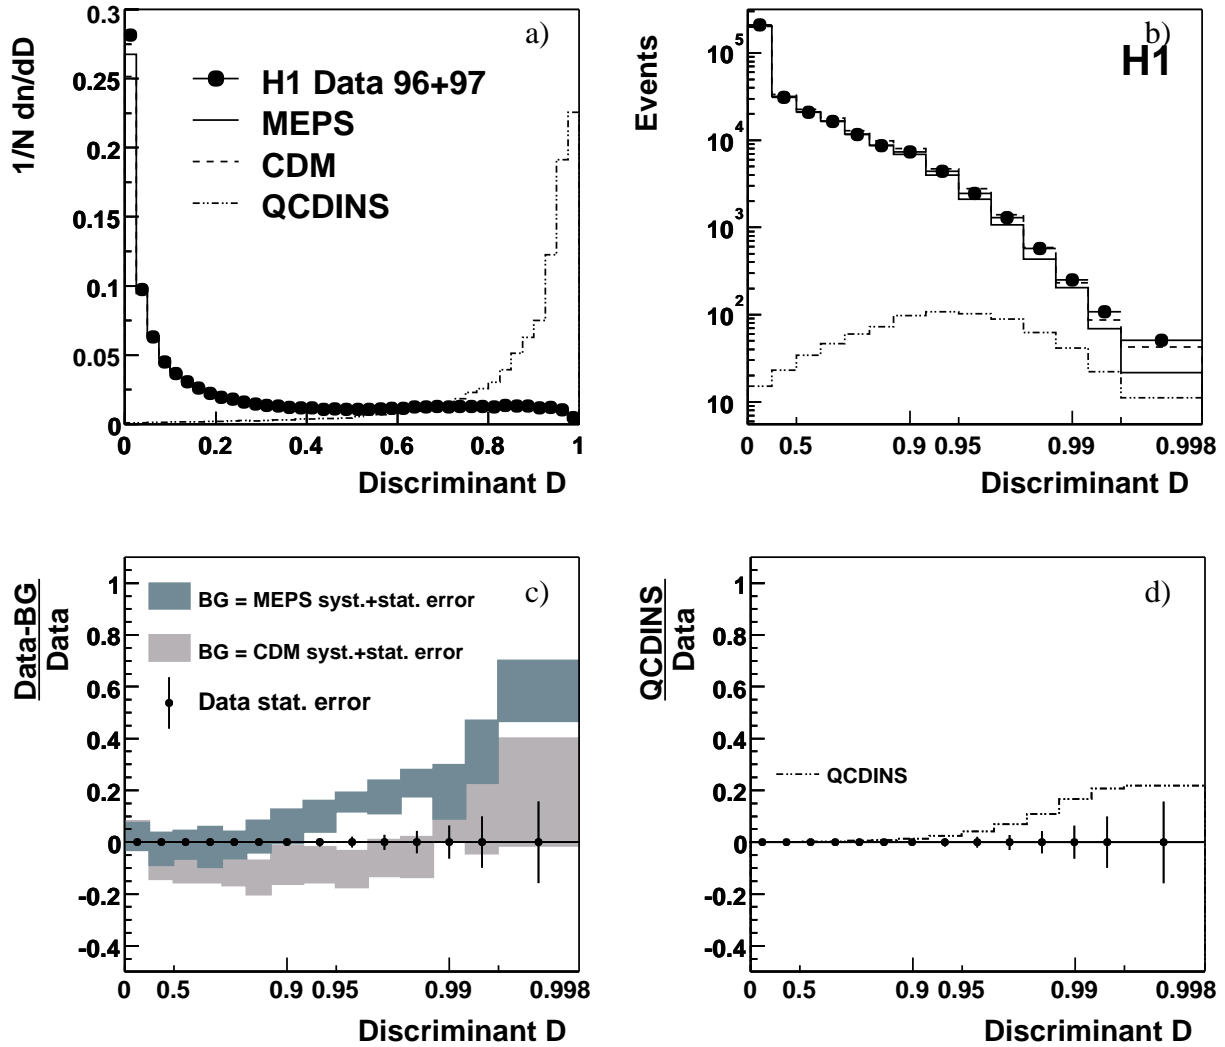 a)
1/N dn/dD
0.3
0.25
0.2
0.15
0.1
0.05
0
H1 Data 96+97
MEPS
CDM
QCDINS
0 0.2 0.4 0.6 0.8 1
Discriminant D
b)
H1
Events
10^5
10^4
10^3
10^2
10
0 0.5 0.9 0.95 0.99 0.998
Discriminant D
c)
Data-BG
Data
1
0.8
0.6
0.4
0.2
0
-0.2
-0.4
BG = MEPS syst.+stat. error
BG = CDM syst.+stat. error
Data stat. error
0 0.5 0.9 0.95 0.99 0.998
Discriminant D
d)
QCDINS
Data
1
0.8
0.6
0.4
0.2
0
-0.2
-0.4
QCDINS
0 0.5 0.9 0.95 0.99 0.998
Discriminant D